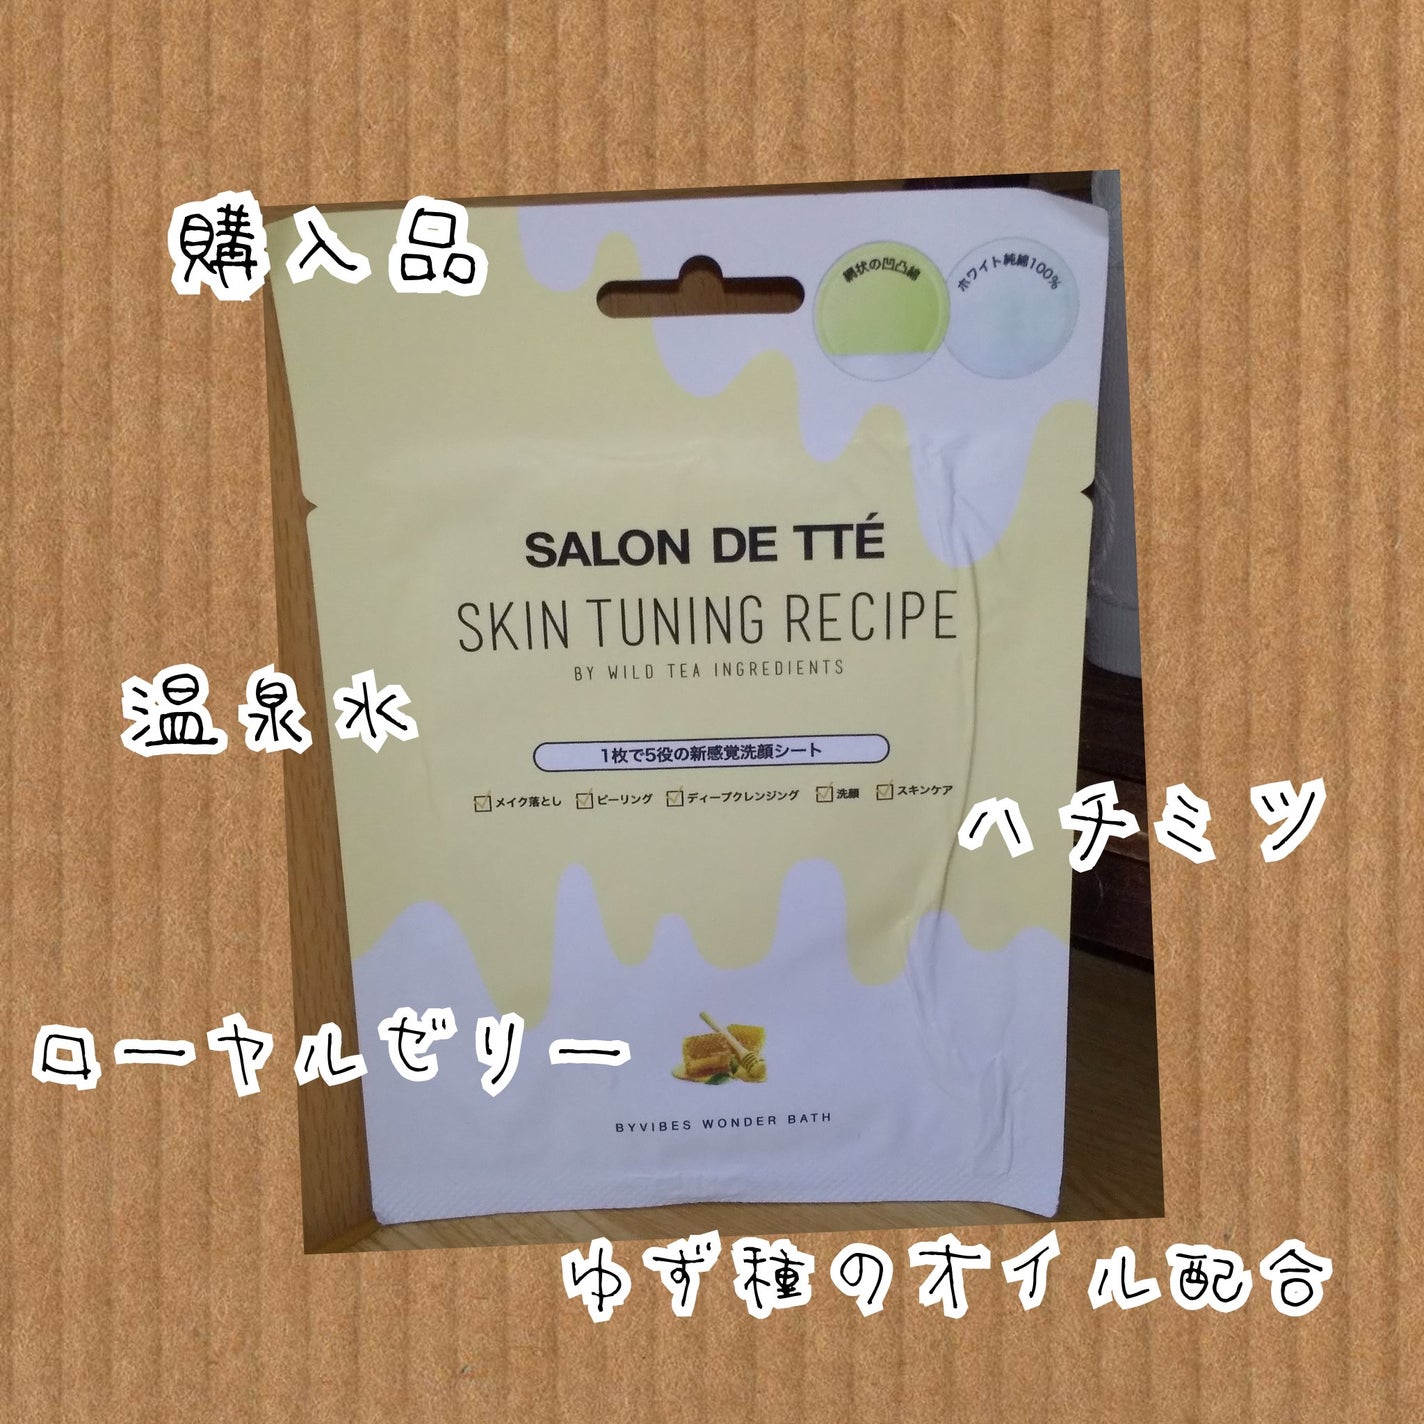 購入品
網状の凹凸綿
ホワイト純綿100%
SALON DE TTÉ
SKIN TUNING RECIPE
BY WILD TEA INGREDIENTS
温泉水
1枚で5役の新感覚洗顔シート
メイク落とし ピーリング ディープクレンジング 洗顔 スキンケア
ハチミツ
ローヤルゼリー
BYVIBES WONDER BATH
ゆず種のオイル配合